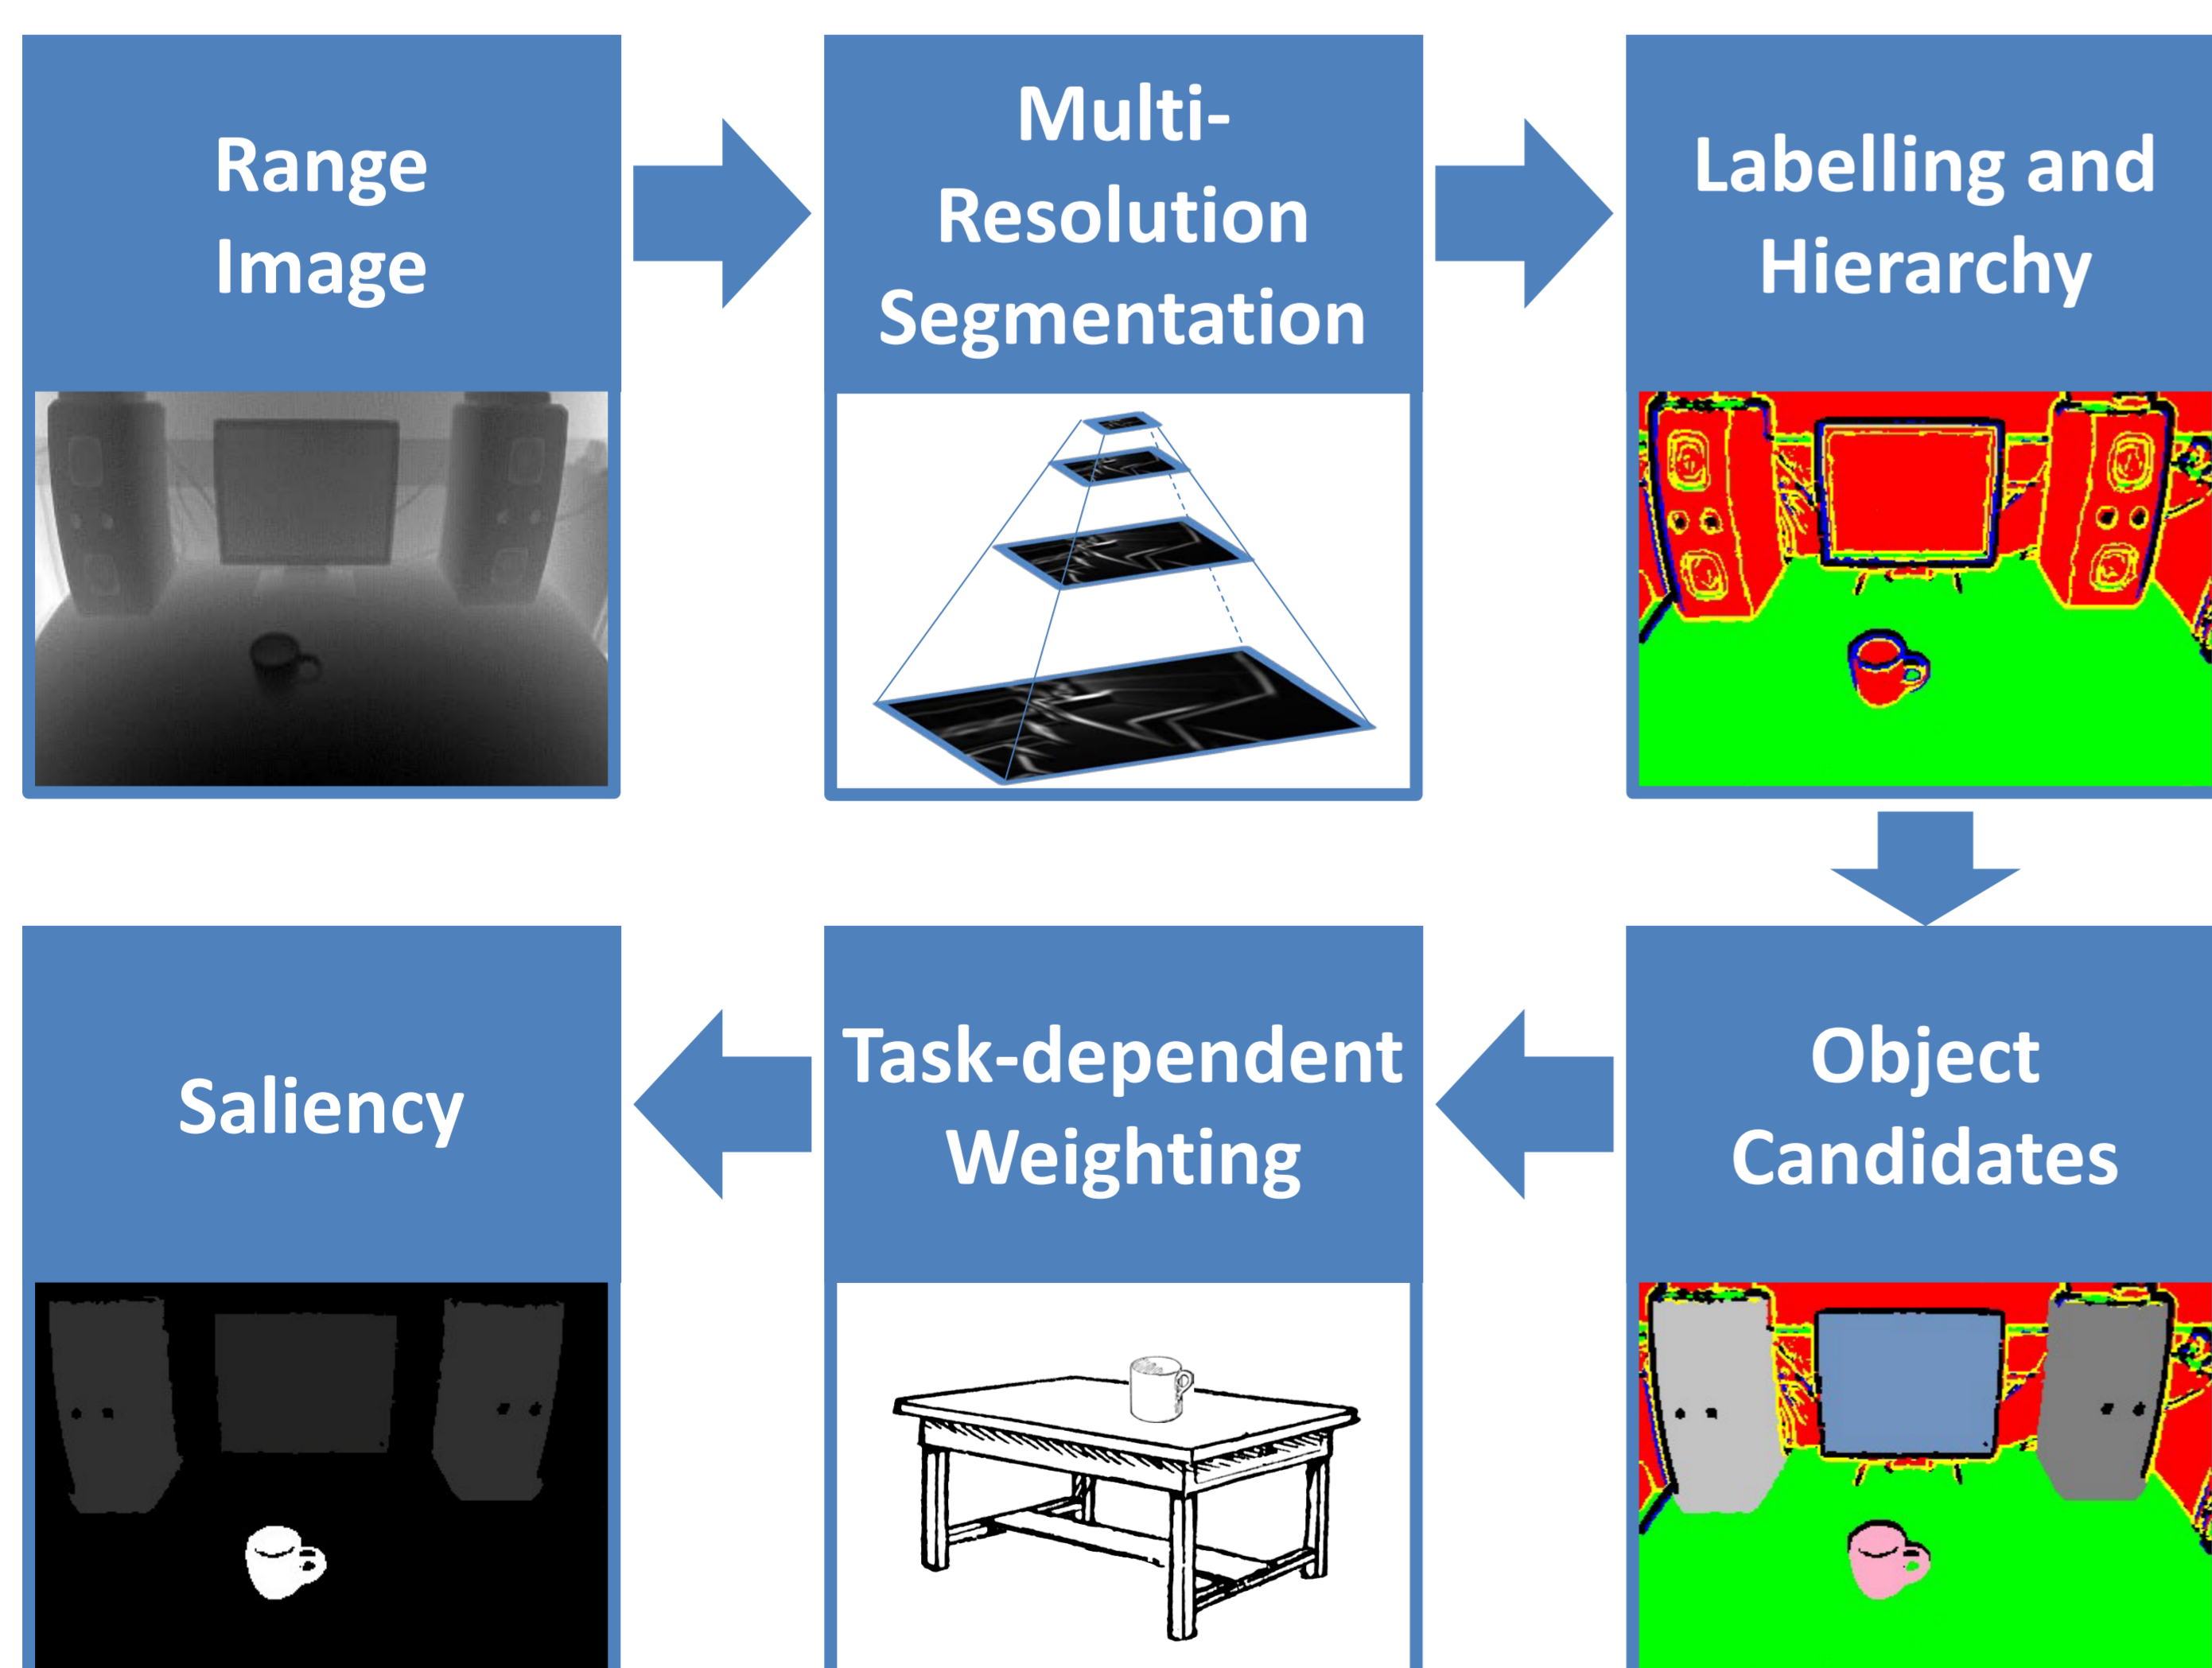 Range
Image
Multi-
Resolution
Segmentation
Labelling and
Hierarchy
Saliency
Task-dependent
Weighting
Object
Candidates